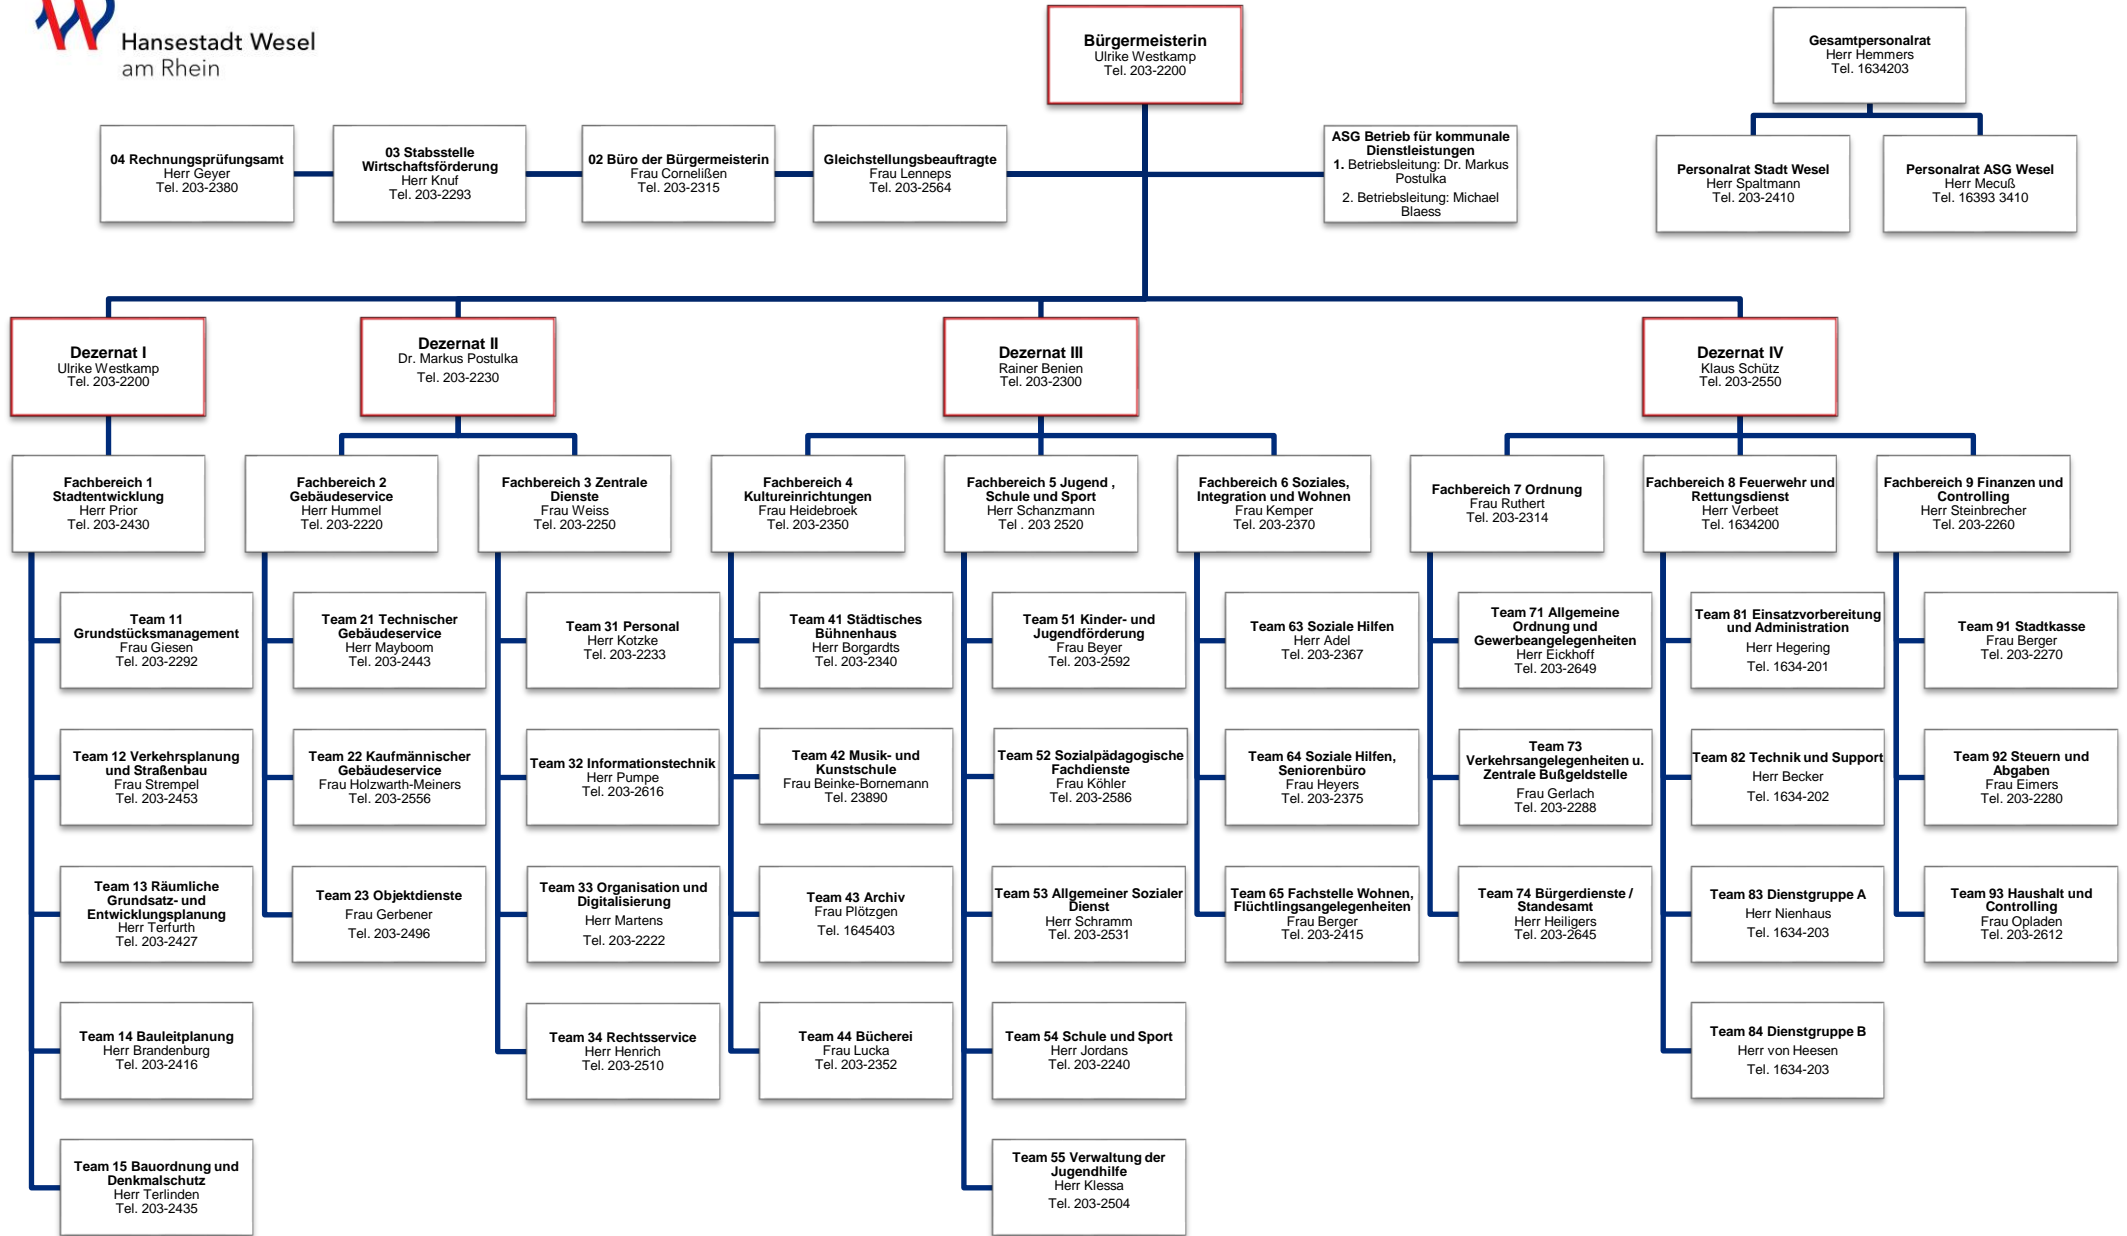 Hansestadt Wesel
am Rhein
Bürgermeisterin
Ulrike Westkamp
Tel. 203-2200
Gesamtpersonalrat
Herr Hemmers
Tel. 1634203
04 Rechnungsprüfungsamt
Herr Geyer
Tel. 203-2380
03 Stabsstelle
Wirtschaftsförderung
Herr Knuf
Tel. 203-2293
02 Büro der Bürgermeisterin
Frau Cornelißen
Tel. 203-2315
Gleichstellungsbeauftragte
Frau Lenneps
Tel. 203-2564
ASG Betrieb für kommunale
Dienstleistungen
1. Betriebsleitung: Dr. Markus
Postulka
2. Betriebsleitung: Michael
Blaess
Personalrat Stadt Wesel
Herr Spaltmann
Tel. 203-2410
Personalrat ASG Wesel
Herr Mecuß
Tel. 16393 3410
Dezernat I
Ulrike Westkamp
Tel. 203-2200
Dezernat II
Dr. Markus Postulka
Tel. 203-2230
Dezernat III
Rainer Benien
Tel. 203-2300
Dezernat IV
Klaus Schütz
Tel. 203-2550
Fachbereich 1
Stadtentwicklung
Herr Prior
Tel. 203-2430
Fachbereich 2
Gebäudeservice
Herr Hummel
Tel. 203-2220
Fachbereich 3 Zentrale
Dienste
Frau Weiss
Tel. 203-2250
Fachbereich 4
Kultureinrichtungen
Frau Heidebroek
Tel. 203-2350
Fachbereich 5 Jugend ,
Schule und Sport
Herr Schanzmann
Tel . 203 2520
Fachbereich 6 Soziales,
Integration und Wohnen
Frau Kemper
Tel. 203-2370
Fachbereich 7 Ordnung
Frau Ruthert
Tel. 203-2314
Fachbereich 8 Feuerwehr und
Rettungsdienst
Herr Verbeet
Tel. 1634200
Fachbereich 9 Finanzen und
Controlling
Herr Steinbrecher
Tel. 203-2260
Team 11
Grundstücksmanagement
Frau Giesen
Tel. 203-2292
Team 21 Technischer
Gebäudeservice
Herr Mayboom
Tel. 203-2443
Team 31 Personal
Herr Kotzke
Tel. 203-2233
Team 41 Städtisches
Bühnenhaus
Herr Borgardts
Tel. 203-2340
Team 51 Kinder- und
Jugendförderung
Frau Beyer
Tel. 203-2592
Team 63 Soziale Hilfen
Herr Adel
Tel. 203-2367
Team 71 Allgemeine
Ordnung und
Gewerbeangelegenheiten
Herr Eickhoff
Tel. 203-2649
Team 81 Einsatzvorbereitung
und Administration
Herr Hegering
Tel. 1634-201
Team 91 Stadtkasse
Frau Berger
Tel. 203-2270
Team 12 Verkehrsplanung
und Straßenbau
Frau Strempel
Tel. 203-2453
Team 22 Kaufmännischer
Gebäudeservice
Frau Holzwarth-Meiners
Tel. 203-2556
Team 32 Informationstechnik
Herr Pumpe
Tel. 203-2616
Team 42 Musik- und
Kunstschule
Frau Beinke-Bornemann
Tel. 23890
Team 52 Sozialpädagogische
Fachdienste
Frau Köhler
Tel. 203-2586
Team 64 Soziale Hilfen,
Seniorenbüro
Frau Heyers
Tel. 203-2375
Team 73
Verkehrsangelegenheiten u.
Zentrale Bußgeldstelle
Frau Gerlach
Tel. 203-2288
Team 82 Technik und Support
Herr Becker
Tel. 1634-202
Team 92 Steuern und
Abgaben
Frau Eimers
Tel. 203-2280
Team 13 Räumliche
Grundsatz- und
Entwicklungsplanung
Herr Terfurth
Tel. 203-2427
Team 23 Objektdienste
Frau Gerbener
Tel. 203-2496
Team 33 Organisation und
Digitalisierung
Herr Martens
Tel. 203-2222
Team 43 Archiv
Frau Plötzgen
Tel. 1645403
Team 53 Allgemeiner Sozialer
Dienst
Herr Schramm
Tel. 203-2531
Team 65 Fachstelle Wohnen,
Flüchtlingsangelegenheiten
Frau Berger
Tel. 203-2415
Team 74 Bürgerdienste /
Standesamt
Herr Heiligers
Tel. 203-2645
Team 83 Dienstgruppe A
Herr Nienhaus
Tel. 1634-203
Team 93 Haushalt und
Controlling
Frau Opladen
Tel. 203-2612
Team 14 Bauleitplanung
Herr Brandenburg
Tel. 203-2416
Team 34 Rechtsservice
Herr Henrich
Tel. 203-2510
Team 44 Bücherei
Frau Lucka
Tel. 203-2352
Team 54 Schule und Sport
Herr Jordans
Tel. 203-2240
Team 84 Dienstgruppe B
Herr von Heesen
Tel. 1634-203
Team 15 Bauordnung und
Denkmalschutz
Herr Terlinden
Tel. 203-2435
Team 55 Verwaltung der
Jugendhilfe
Herr Klessa
Tel. 203-2504